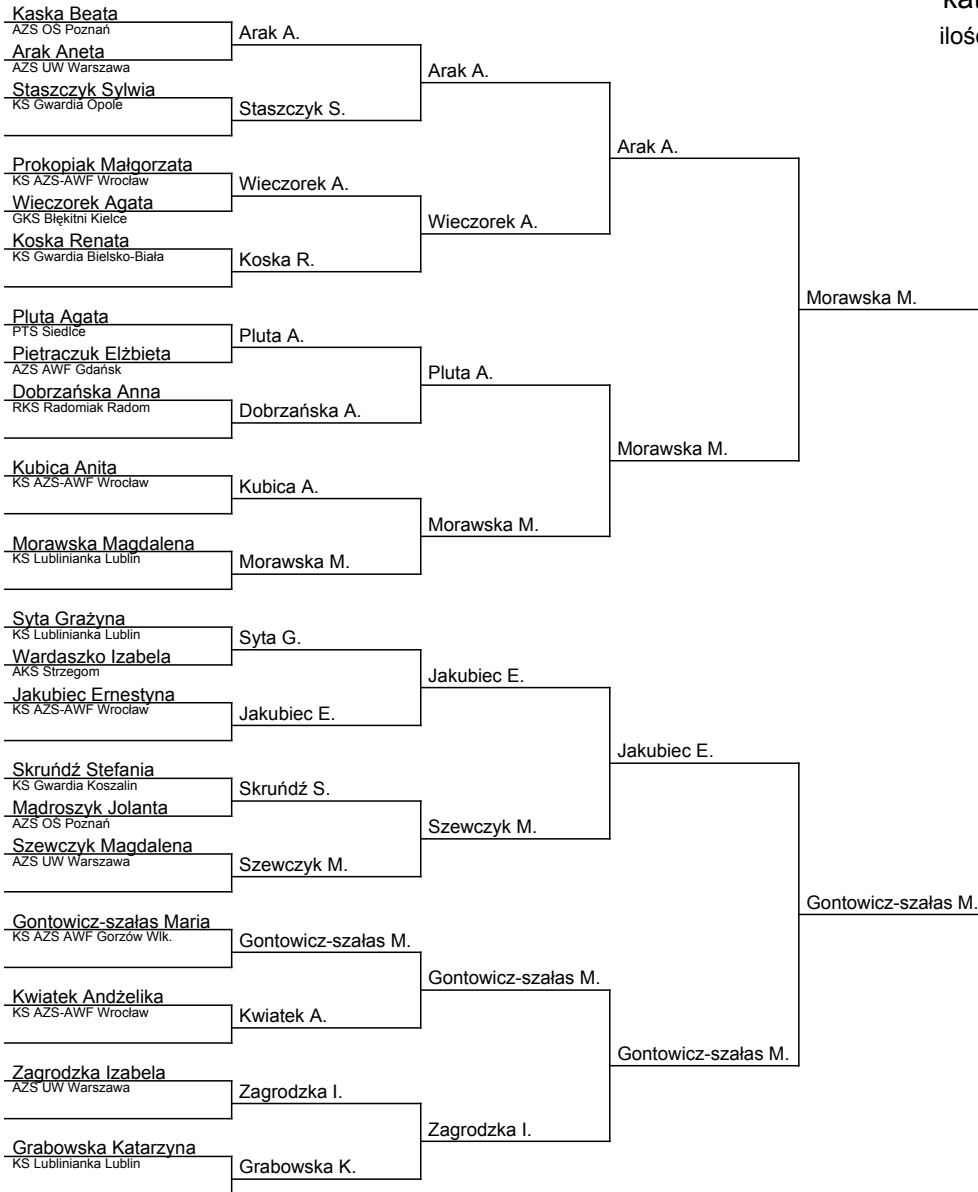 kat
ilość
Kaska Beata
AZS OŚ Poznań
Arak Aneta
AZS UW Warszawa
Staszczyk Sylwia
KS Gwardia Opole
Prokopiak Małgorzata
KS AZS-AWF Wrocław
Wieczorek Agata
GKS Błękitni Kielce
Koska Renata
KS Gwardia Bielsko-Biała
Pluta Agata
PTS Siedlce
Pietraczuk Elżbieta
AZS AWF Gdańsk
Dobrzańska Anna
RKS Radomiak Radom
Kubica Anita
KS AZS-AWF Wrocław
Morawska Magdalena
KS Lublinianka Lublin
Syta Grażyna
KS Lublinianka Lublin
Wardaszko Izabela
AKS Strzegom
Jakubiec Ernestyna
KS AZS-AWF Wrocław
Skruńdź Stefania
KS Gwardia Koszalin
Mądroszyk Jolanta
AZS OŚ Poznań
Szewczyk Magdalena
AZS UW Warszawa
Gontowicz-szałas Maria
KS AZS AWF Gorzów Wlk.
Kwiatek Andżelika
KS AZS-AWF Wrocław
Zagrodzka Izabela
AZS UW Warszawa
Grabowska Katarzyna
KS Lublinianka Lublin
Arak A.
Staszczyk S.
Wieczorek A.
Koska R.
Pluta A.
Dobrzańska A.
Kubica A.
Morawska M.
Syta G.
Jakubiec E.
Skruńdź S.
Szewczyk M.
Gontowicz-szałas M.
Kwiatek A.
Zagrodzka I.
Grabowska K.
Arak A.
Wieczorek A.
Pluta A.
Morawska M.
Jakubiec E.
Szewczyk M.
Gontowicz-szałas M.
Zagrodzka I.
Arak A.
Morawska M.
Jakubiec E.
Gontowicz-szałas M.
Morawska M.
Gontowicz-szałas M.